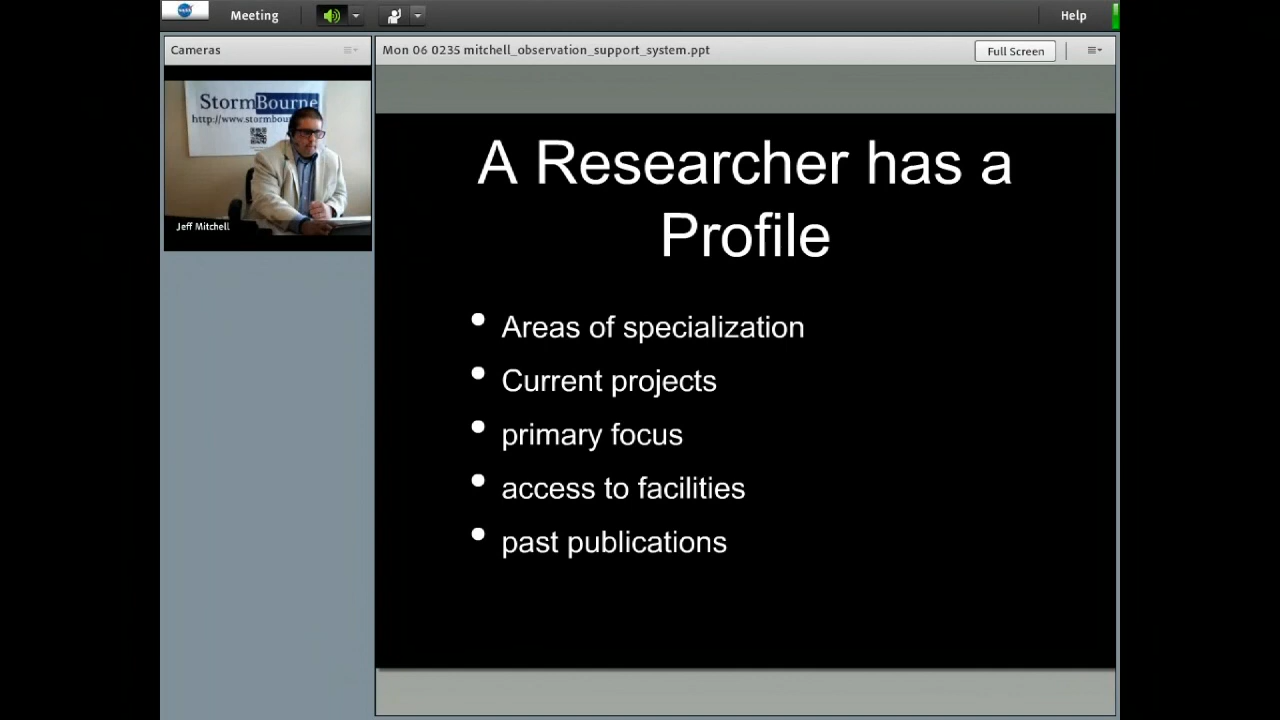 Meeting
Help
Cameras
Mon 06 0235 mitchell_observation_support_system.ppt
Full Screen
StormBourne
http://www.stormbou
Jeff Mitchell
A Researcher has a
Profile
• Areas of specialization
• Current projects
• primary focus
• access to facilities
• past publications